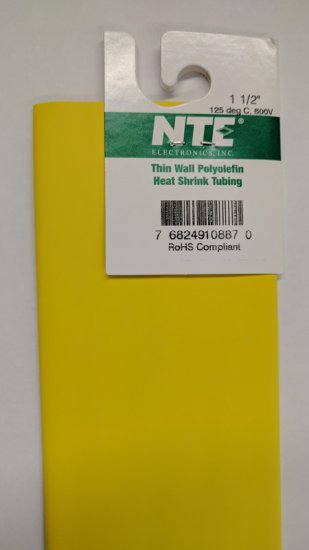 1 1/2"
125 deg C, 600V
NTE®
ELECTRONICS, INC.
Thin Wall Polyolefin
Heat Shrink Tubing
7 6824910887 0
RoHS Compliant